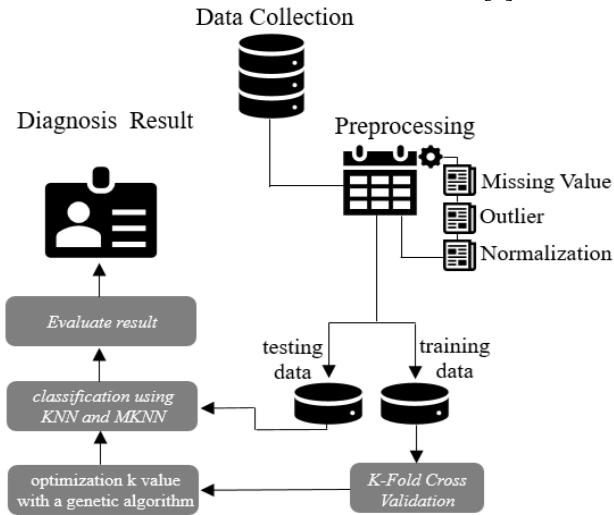 Data Collection
Diagnosis Result
Preprocessing
Missing Value
Outlier
Normalization
Evaluate result
testing
data
training
data
classification using
KNN and MKNN
optimization k value
with a genetic algorithm
K-Fold Cross
Validation